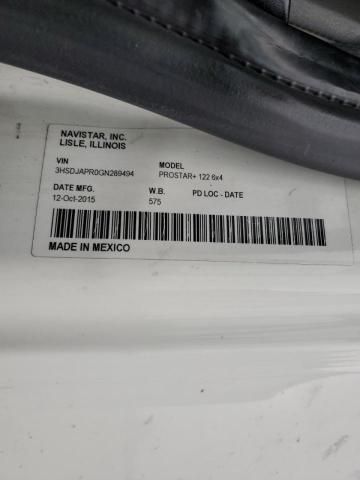 NAVISTAR, INC.
LISLE, ILLINOIS
VIN MODEL
3HSDJAPR0GN289494 PROSTAR+ 122 6x4
DATE MFG. W.B. PD LOC - DATE
12-Oct-2015 575
MADE IN MEXICO